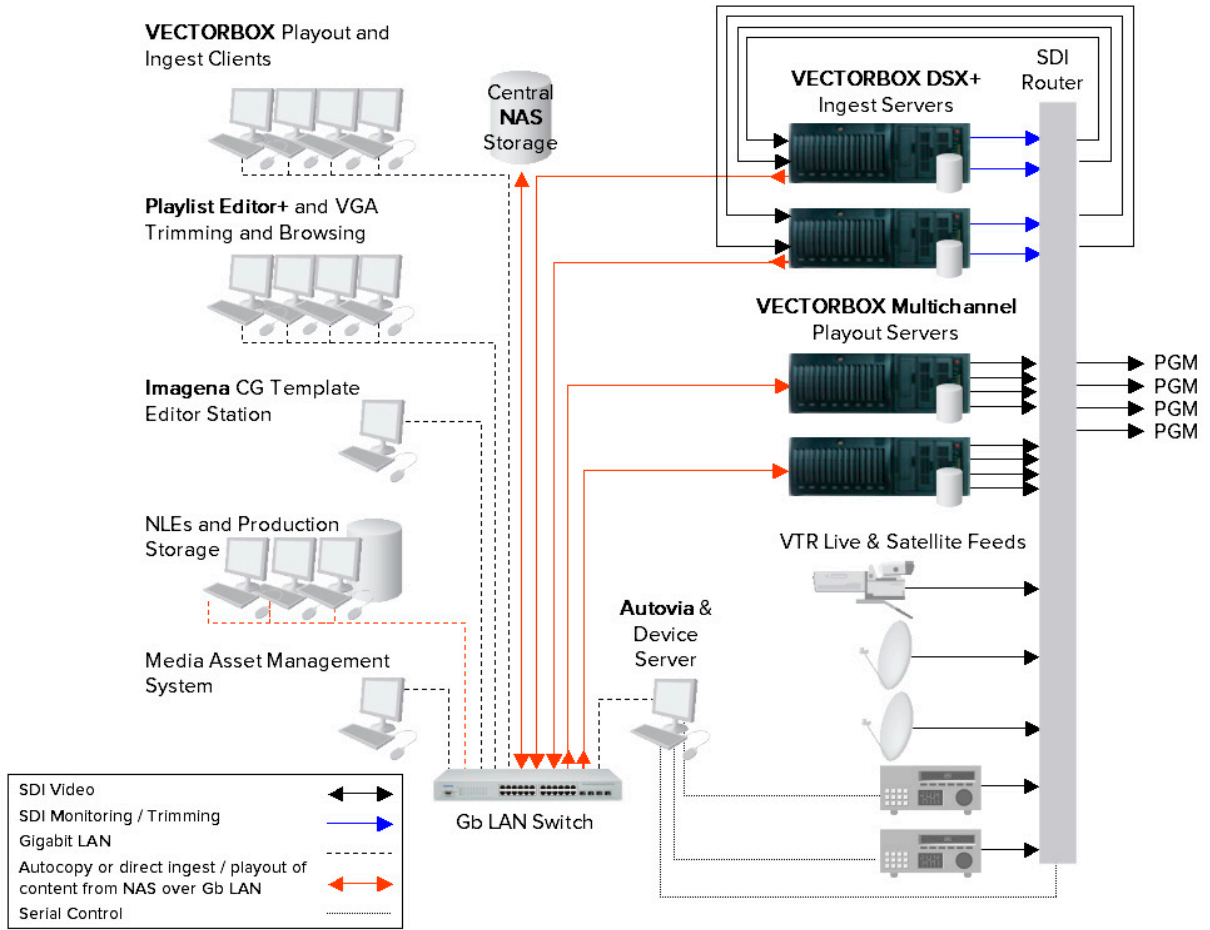 VECTORBOX Playout and
Ingest Clients
Central
NAS
Storage
VECTORBOX DSX+
Ingest Servers
SDI
Router
Playlist Editor+ and VGA
Trimming and Browsing
VECTORBOX Multichannel
Playout Servers
PGM
PGM
PGM
PGM
Imagena CG Template
Editor Station
NLEs and Production
Storage
VTR Live & Satellite Feeds
Autovia &
Device
Server
Media Asset Management
System
Gb LAN Switch
SDI Video
SDI Monitoring / Trimming
Gigabit LAN
Autocopy or direct ingest / playout of
content from NAS over Gb LAN
Serial Control